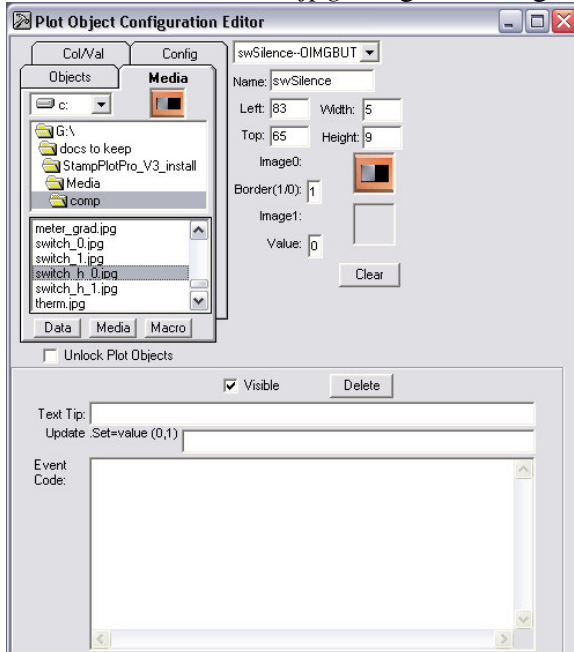 Plot Object Configuration Editor
Col/Val Config
Objects Media
c:
G:\
docs to keep
StampPlotPro_V3_install
Media
comp
meter_grad.jpg
switch_0.jpg
switch_1.jpg
switch_h_0.jpg
switch_h_1.jpg
therm.jpg
Data Media Macro
swSilence--OIMGBUT
Name: swSilence
Left: 83 Width: 5
Top: 65 Height: 9
Image0:
Border(1/0): 1
Image1:
Value: 0
Clear
Unlock Plot Objects
Visible Delete
Text Tip:
Update .Set=value (0,1)
Event
Code: